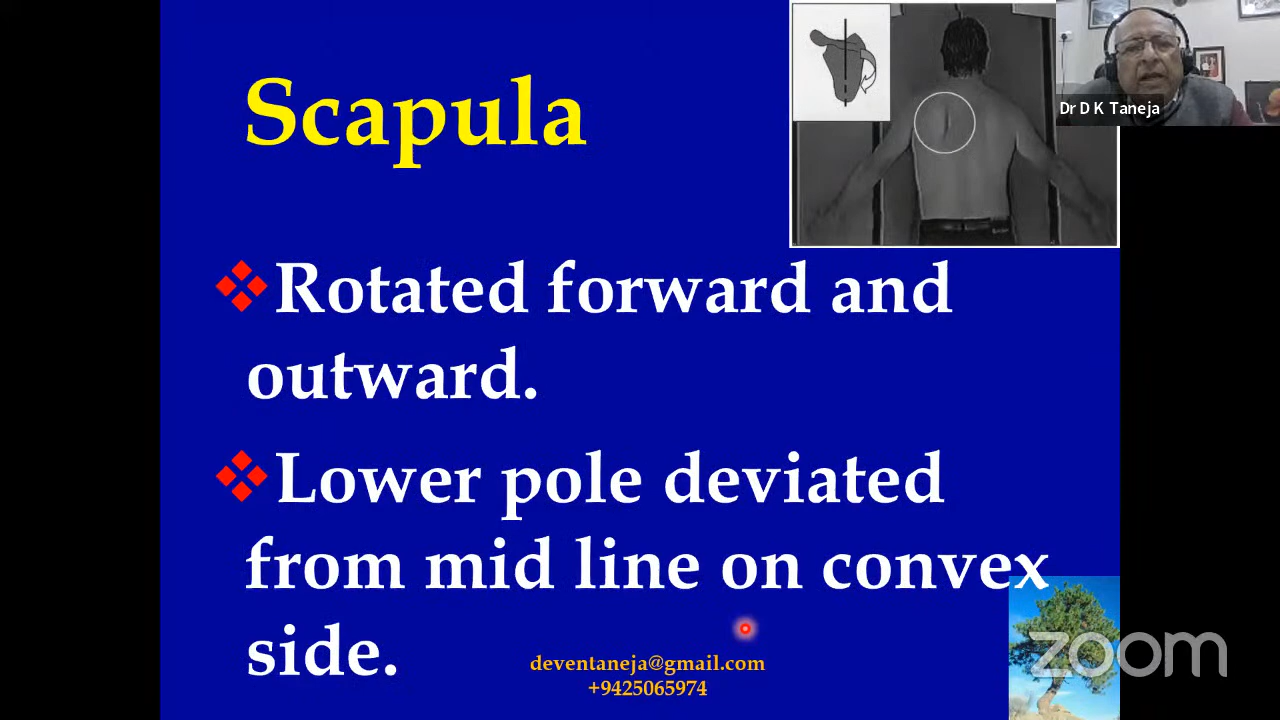 Scapula
Dr D K Taneja
❖Rotated forward and
outward.
❖Lower pole deviated
from mid line on convex
side.
deventaneja@gmail.com
+9425065974
zoom